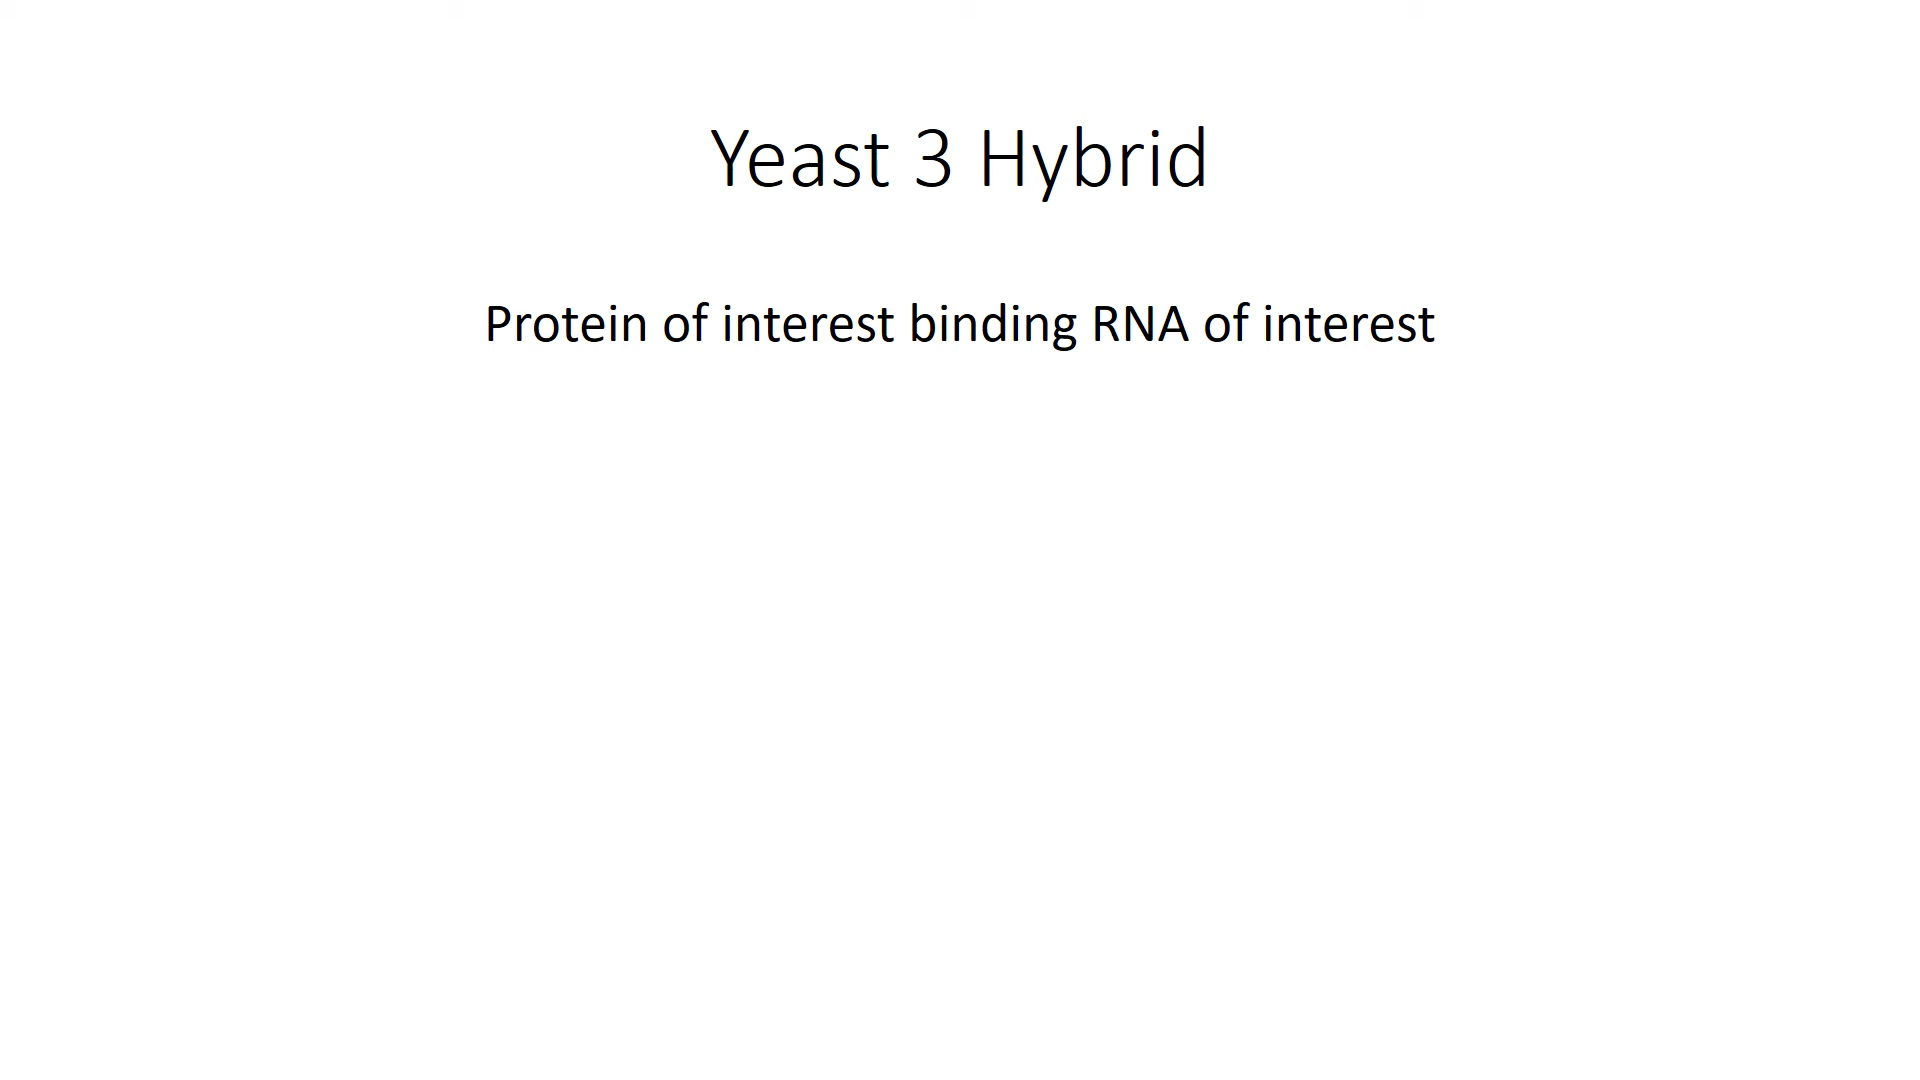 Yeast 3 Hybrid
Protein of interest binding RNA of interest